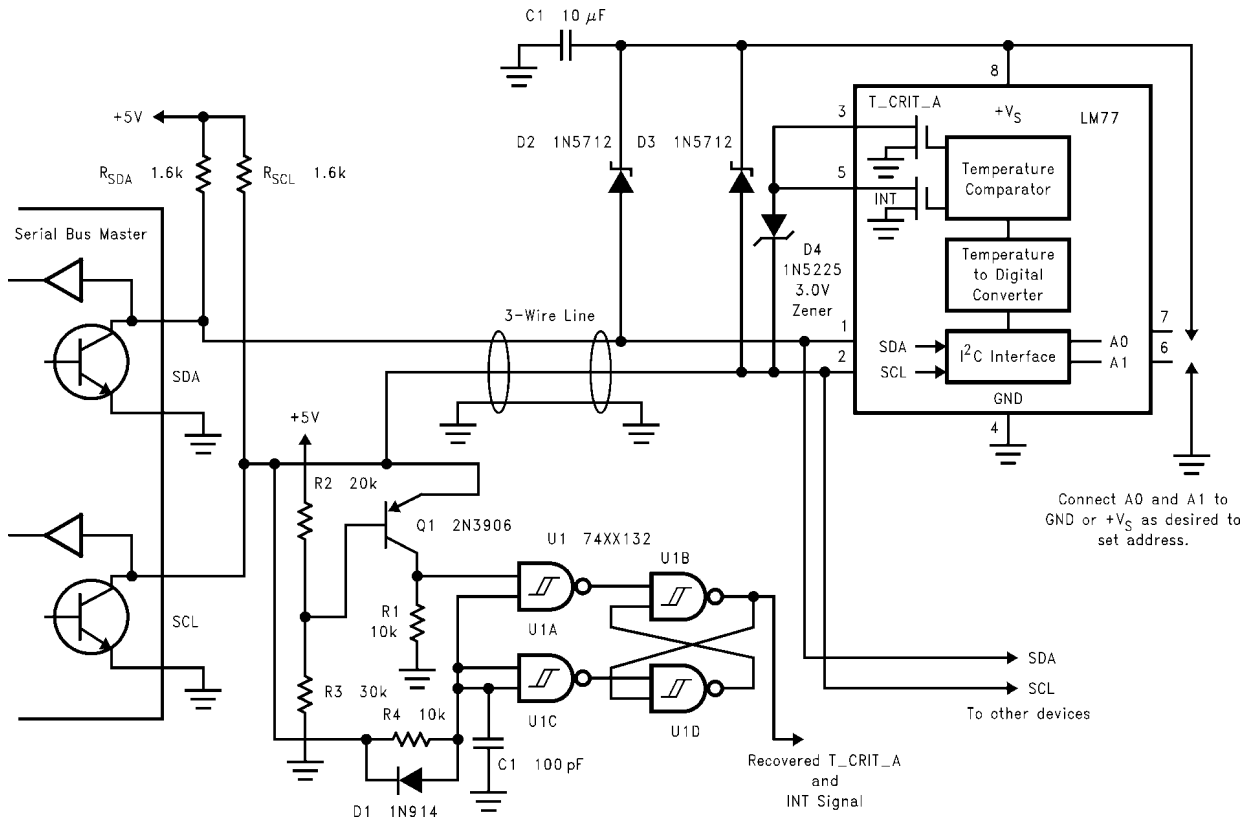 C1 10 μF
8
T_CRIT_A
+VS
LM77
3
5
INT
Temperature
Comparator
Temperature
to Digital
Converter
+5V
RSDA 1.6k
RSCL 1.6k
D2 1N5712
D3 1N5712
D4
1N5225
3.0V
Zener
Serial Bus Master
SDA
3-Wire Line
1
2
SDA
SCL
I2C Interface
A0
A1
7
6
GND
4
Connect A0 and A1 to
GND or +VS as desired to
set address.
+5V
R2 20k
Q1 2N3906
U1 74XX132
U1B
SCL
R1
10k
U1A
R3 30k
U1C
U1D
R4 10k
C1 100 pF
D1 1N914
SDA
SCL
To other devices
Recovered T_CRIT_A
and
INT Signal